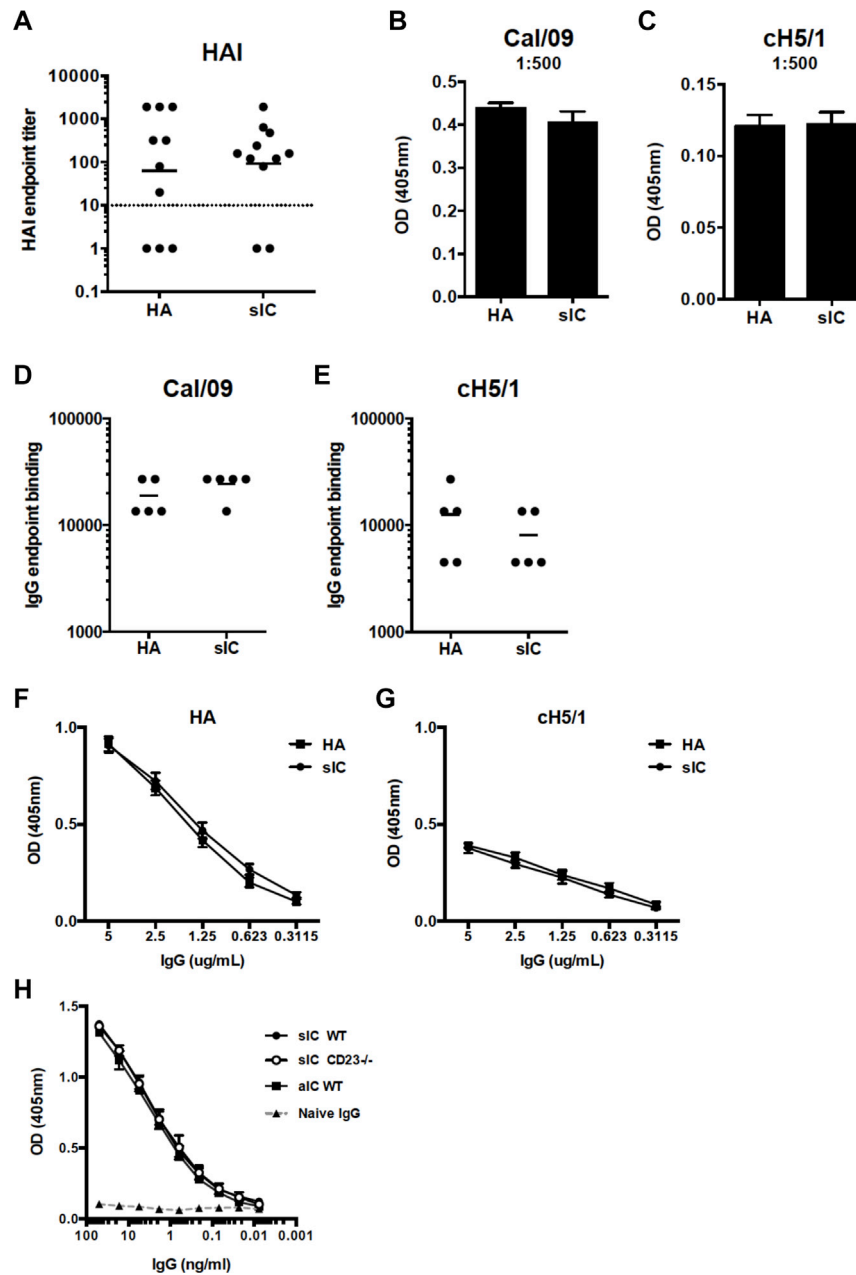 A
HAI
HAI endpoint titer
10000
1000
100
10
1
0.1
HA
sIC
B
Cal/09
1:500
OD (405nm)
0.5
0.4
0.3
0.2
0.1
0.0
HA
sIC
C
cH5/1
1:500
OD (405nm)
0.15
0.10
0.05
0.00
HA
sIC
D
Cal/09
IgG endpoint binding
100000
10000
1000
HA
sIC
E
cH5/1
IgG endpoint binding
100000
10000
1000
HA
sIC
F
HA
OD (405nm)
1.0
0.5
0.0
5 2.5 1.25 0.623 0.3115
IgG (ug/mL)
HA
sIC
G
cH5/1
OD (405nm)
1.0
0.5
0.0
5 2.5 1.25 0.623 0.3115
IgG (ug/mL)
HA
sIC
H
OD (405nm)
1.5
1.0
0.5
0.0
100 10 1 0.1 0.01 0.001
IgG (ng/ml)
sIC WT
sIC CD23-/-
aIC WT
Naive IgG